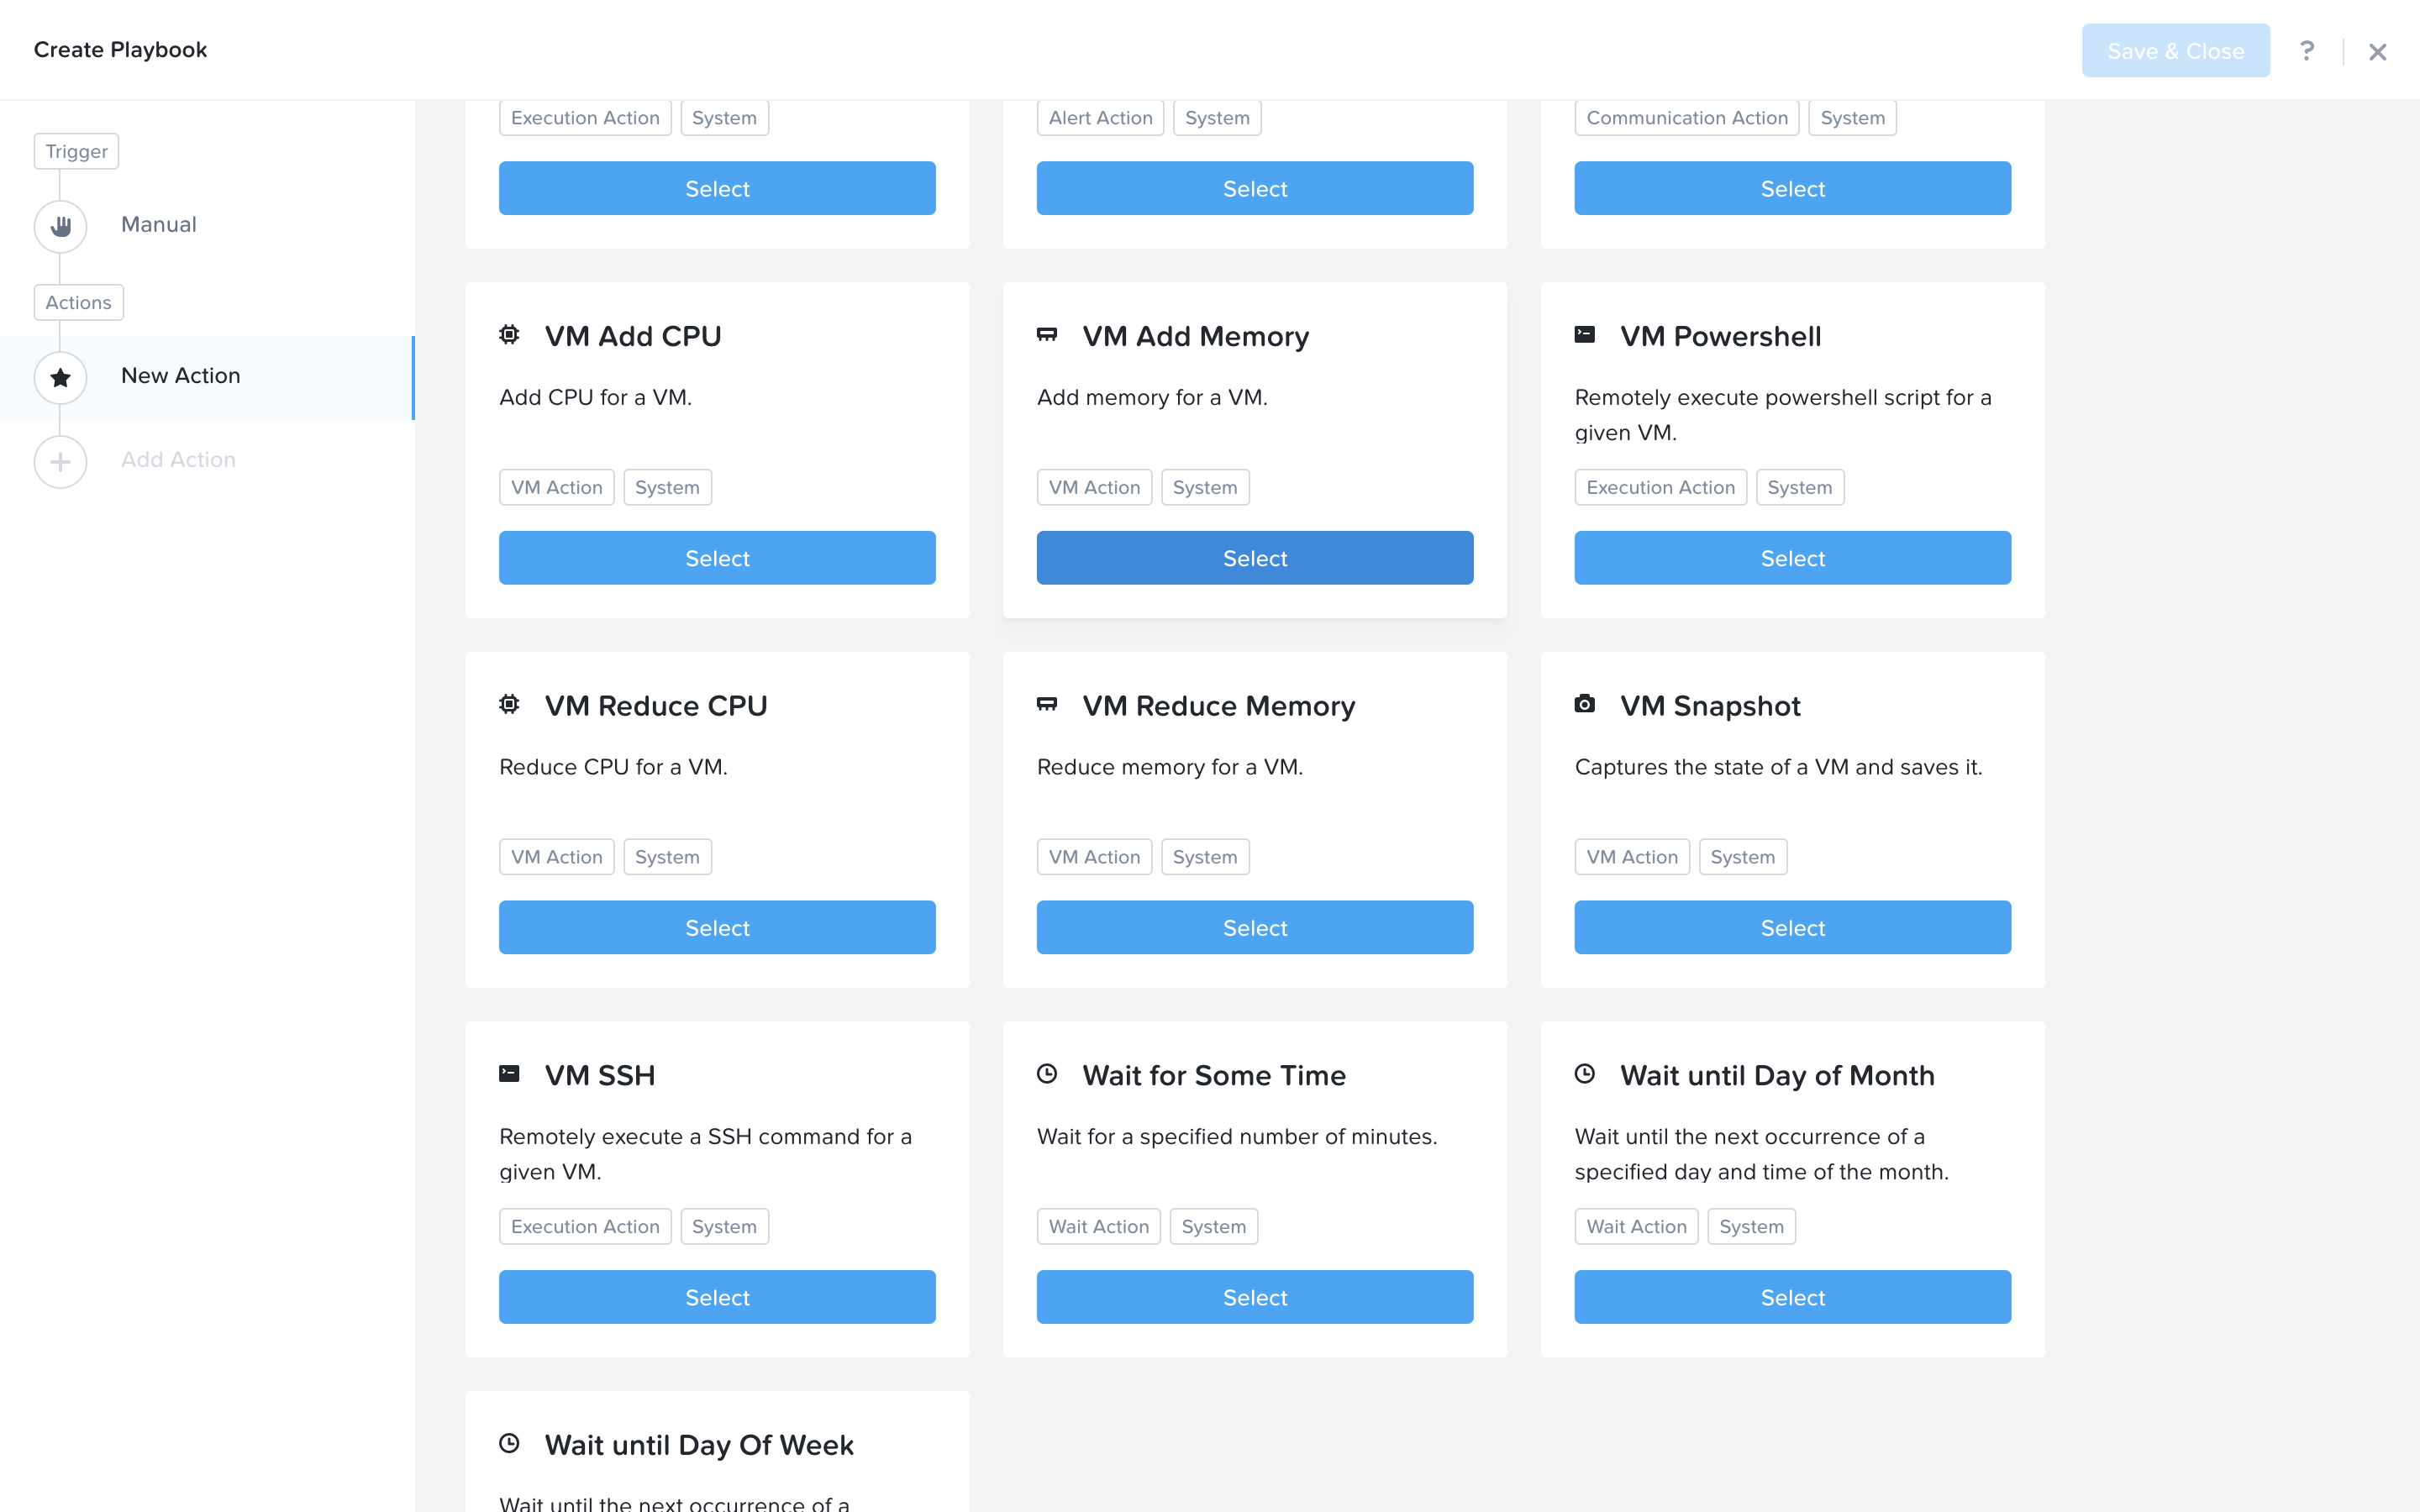 Create Playbook
Save & Close
?
Trigger
Manual
Actions
New Action
Add Action
Execution Action System
Select
Alert Action System
Select
Communication Action System
Select
VM Add CPU
Add CPU for a VM.
VM Action System
Select
VM Add Memory
Add memory for a VM.
VM Action System
Select
VM Powershell
Remotely execute powershell script for a
given VM.
Execution Action System
Select
VM Reduce CPU
Reduce CPU for a VM.
VM Action System
Select
VM Reduce Memory
Reduce memory for a VM.
VM Action System
Select
VM Snapshot
Captures the state of a VM and saves it.
VM Action System
Select
VM SSH
Remotely execute a SSH command for a
given VM.
Execution Action System
Select
Wait for Some Time
Wait for a specified number of minutes.
Wait Action System
Select
Wait until Day of Month
Wait until the next occurrence of a
specified day and time of the month.
Wait Action System
Select
Wait until Day Of Week
Wait until the next occurrence of a